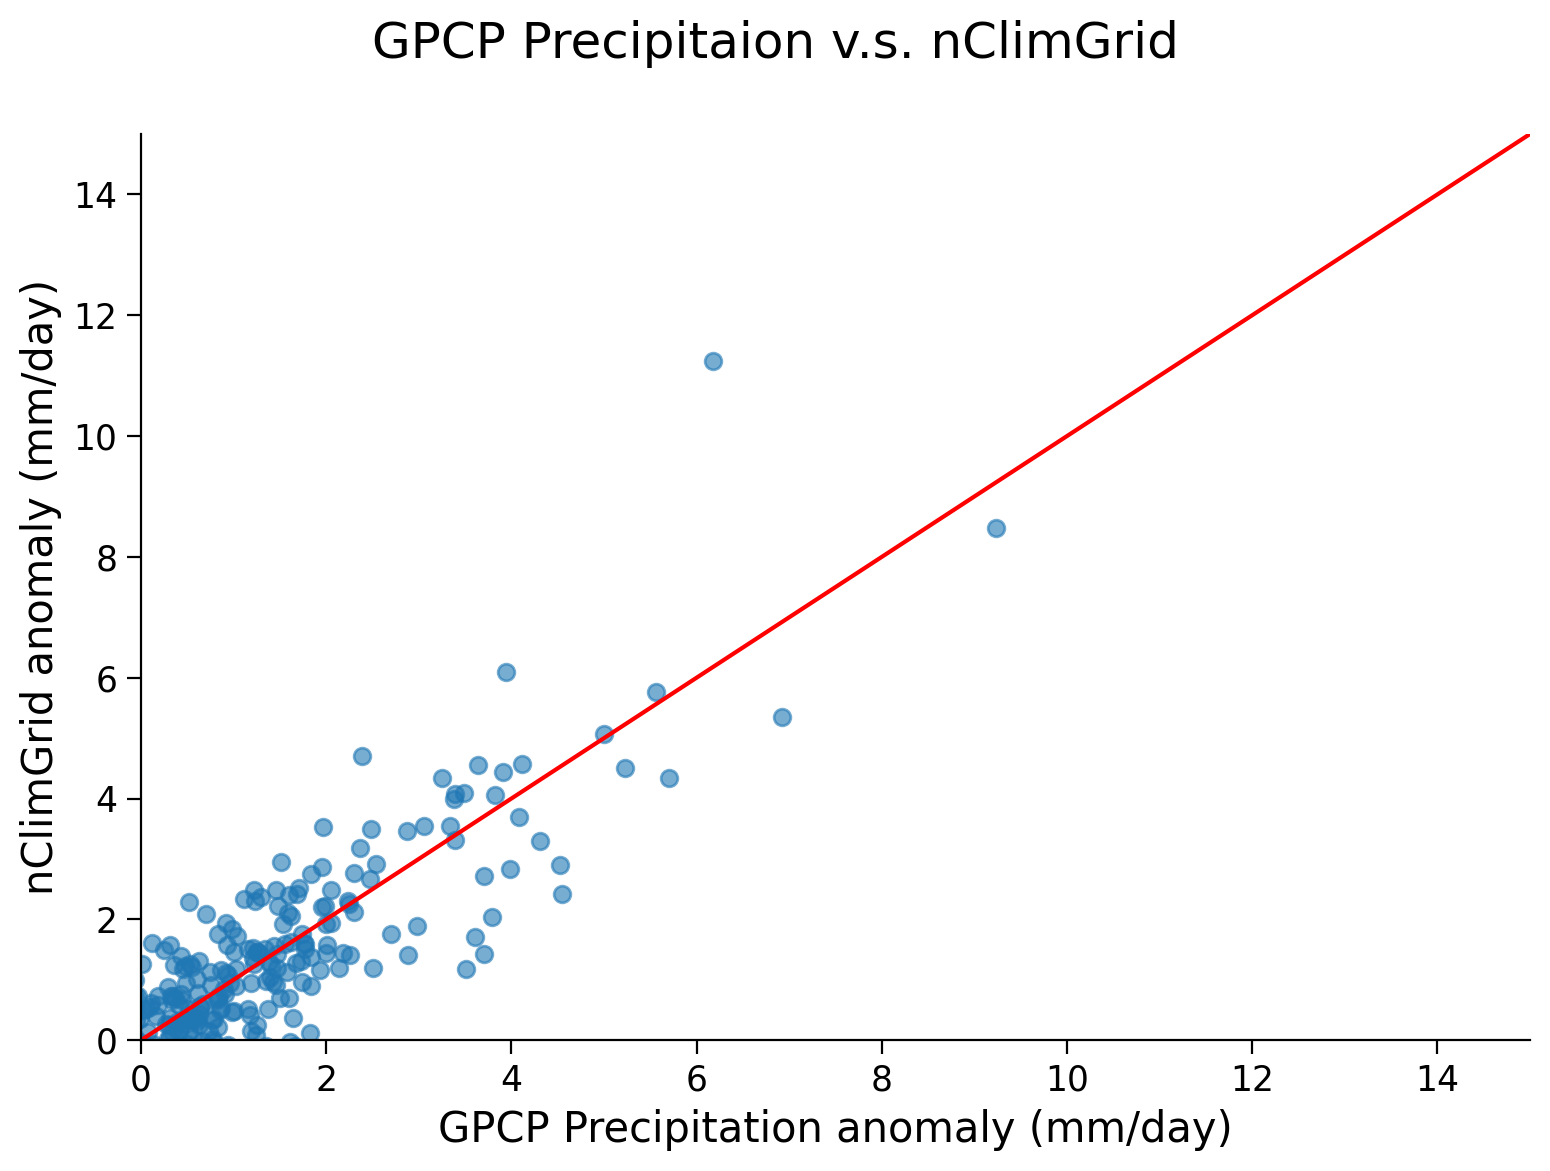 GPCP Precipitaion v.s. nClimGrid
14
12
10
8
6
4
2
0
nClimGrid anomaly (mm/day)
0 2 4 6 8 10 12 14
GPCP Precipitation anomaly (mm/day)